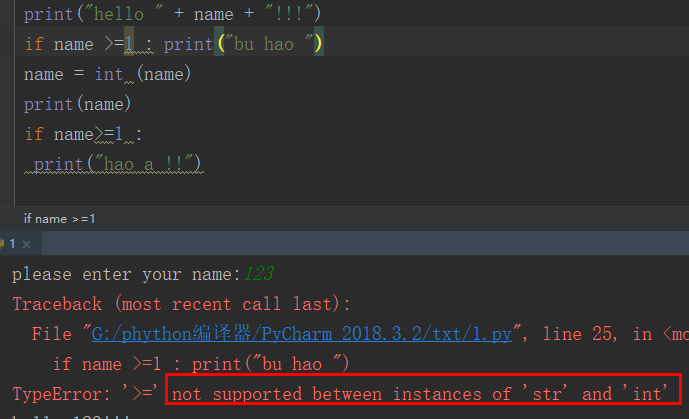 print("hello " + name + "!!!")
if name >=1 : print("bu hao ")
name = int (name)
print(name)
if name>=1 :
 print("hao a !!")
if name >=1
1 ×
please enter your name:123
Traceback (most recent call last):
  File "G:/phython编译器/PyCharm 2018.3.2/txt/1.py", line 25, in <mo
    if name >=1 : print("bu hao ")
TypeError: '>=' not supported between instances of 'str' and 'int'